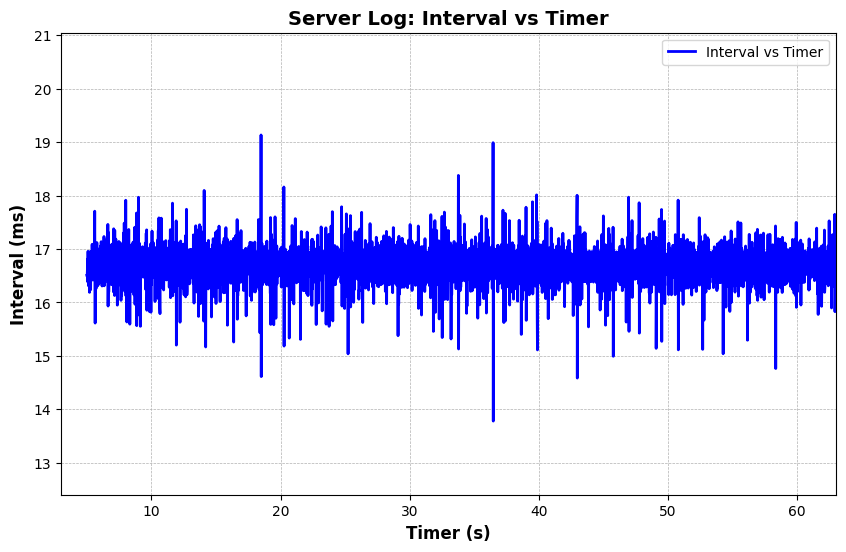 Server Log: Interval vs Timer
Interval vs Timer
21
20
19
18
17
16
15
14
13
Interval (ms)
10 20 30 40 50 60
Timer (s)